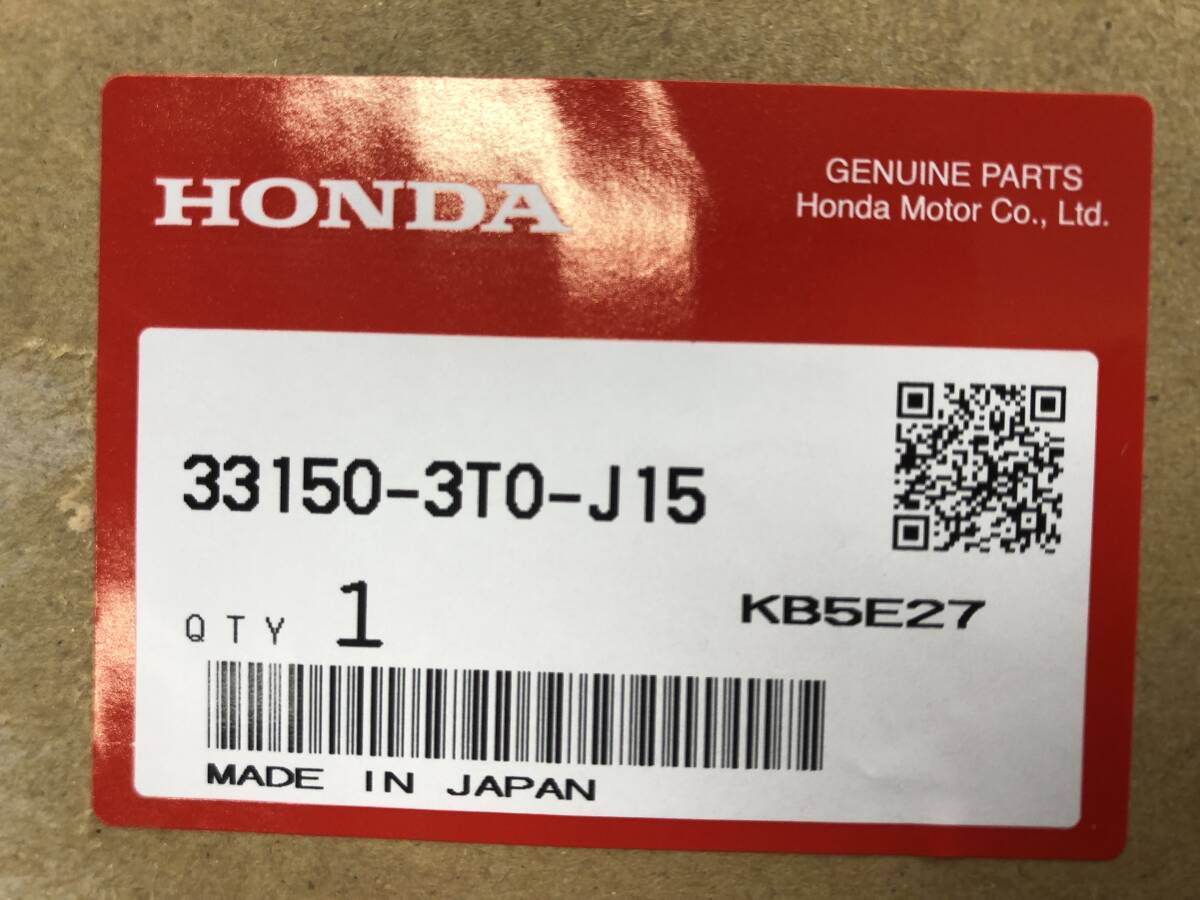 HONDA
GENUINE PARTS
Honda Motor Co., Ltd.
33150-3T0-J15
QTY 1
KB5E27
MADE IN JAPAN